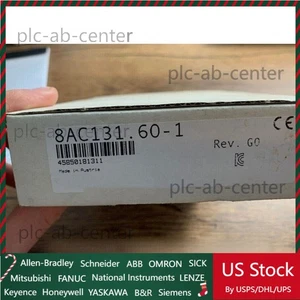 plc-ab-center
8AC131.60-1
45850181311
Rev. G0
Made in Austria
plc-ab-center
plc-ab-center
Allen-Bradley Schneider ABB OMRON SICK
Mitsubishi FANUC National Instruments LENZE
Keyence Honeywell YASKAWA B&R Siemens
US Stock
By USPS/DHL/UPS